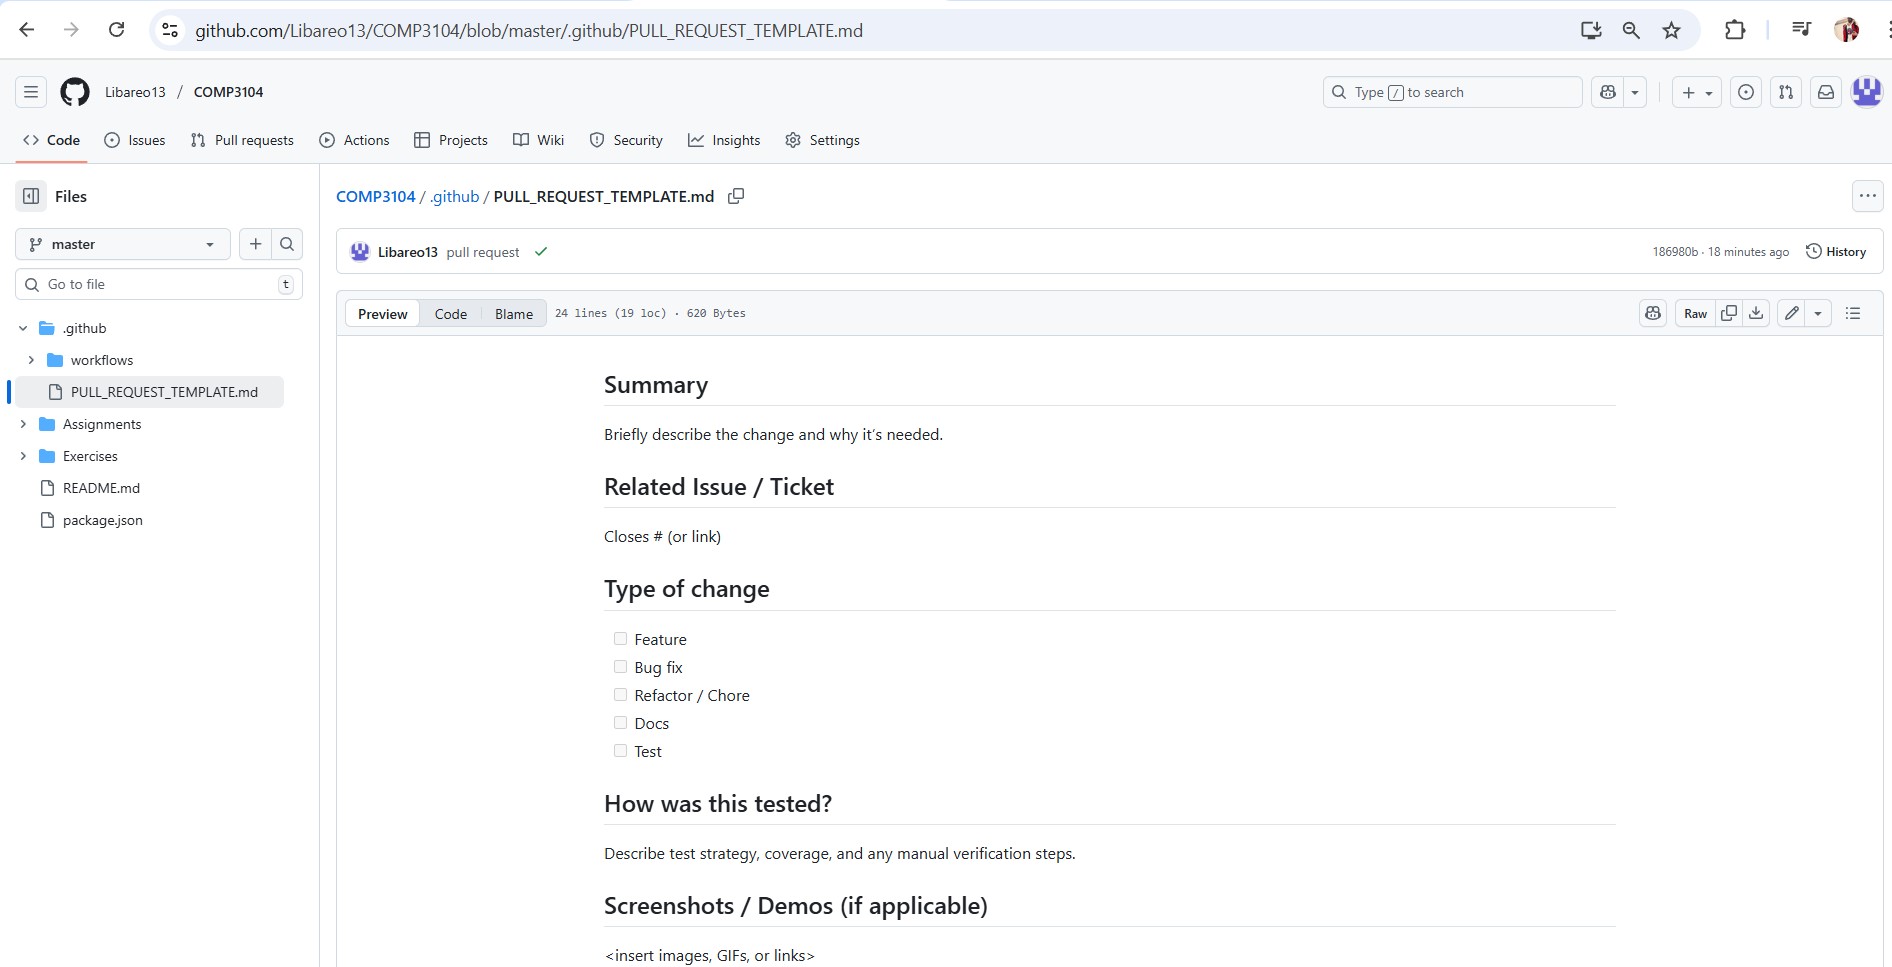 github.com/Libareo13/COMP3104/blob/master/.github/PULL_REQUEST_TEMPLATE.md
Libareo13 / COMP3104
Type / to search
Code Issues Pull requests Actions Projects Wiki Security Insights Settings
Files
COMP3104 / .github / PULL_REQUEST_TEMPLATE.md
master
Libareo13 pull request
186980b · 18 minutes ago History
Go to file t
Preview Code Blame 24 lines (19 loc) · 620 Bytes
Raw
.github
workflows
PULL_REQUEST_TEMPLATE.md
Assignments
Exercises
README.md
package.json
Summary
Briefly describe the change and why it’s needed.
Related Issue / Ticket
Closes # (or link)
Type of change
Feature
Bug fix
Refactor / Chore
Docs
Test
How was this tested?
Describe test strategy, coverage, and any manual verification steps.
Screenshots / Demos (if applicable)
<insert images, GIFs, or links>